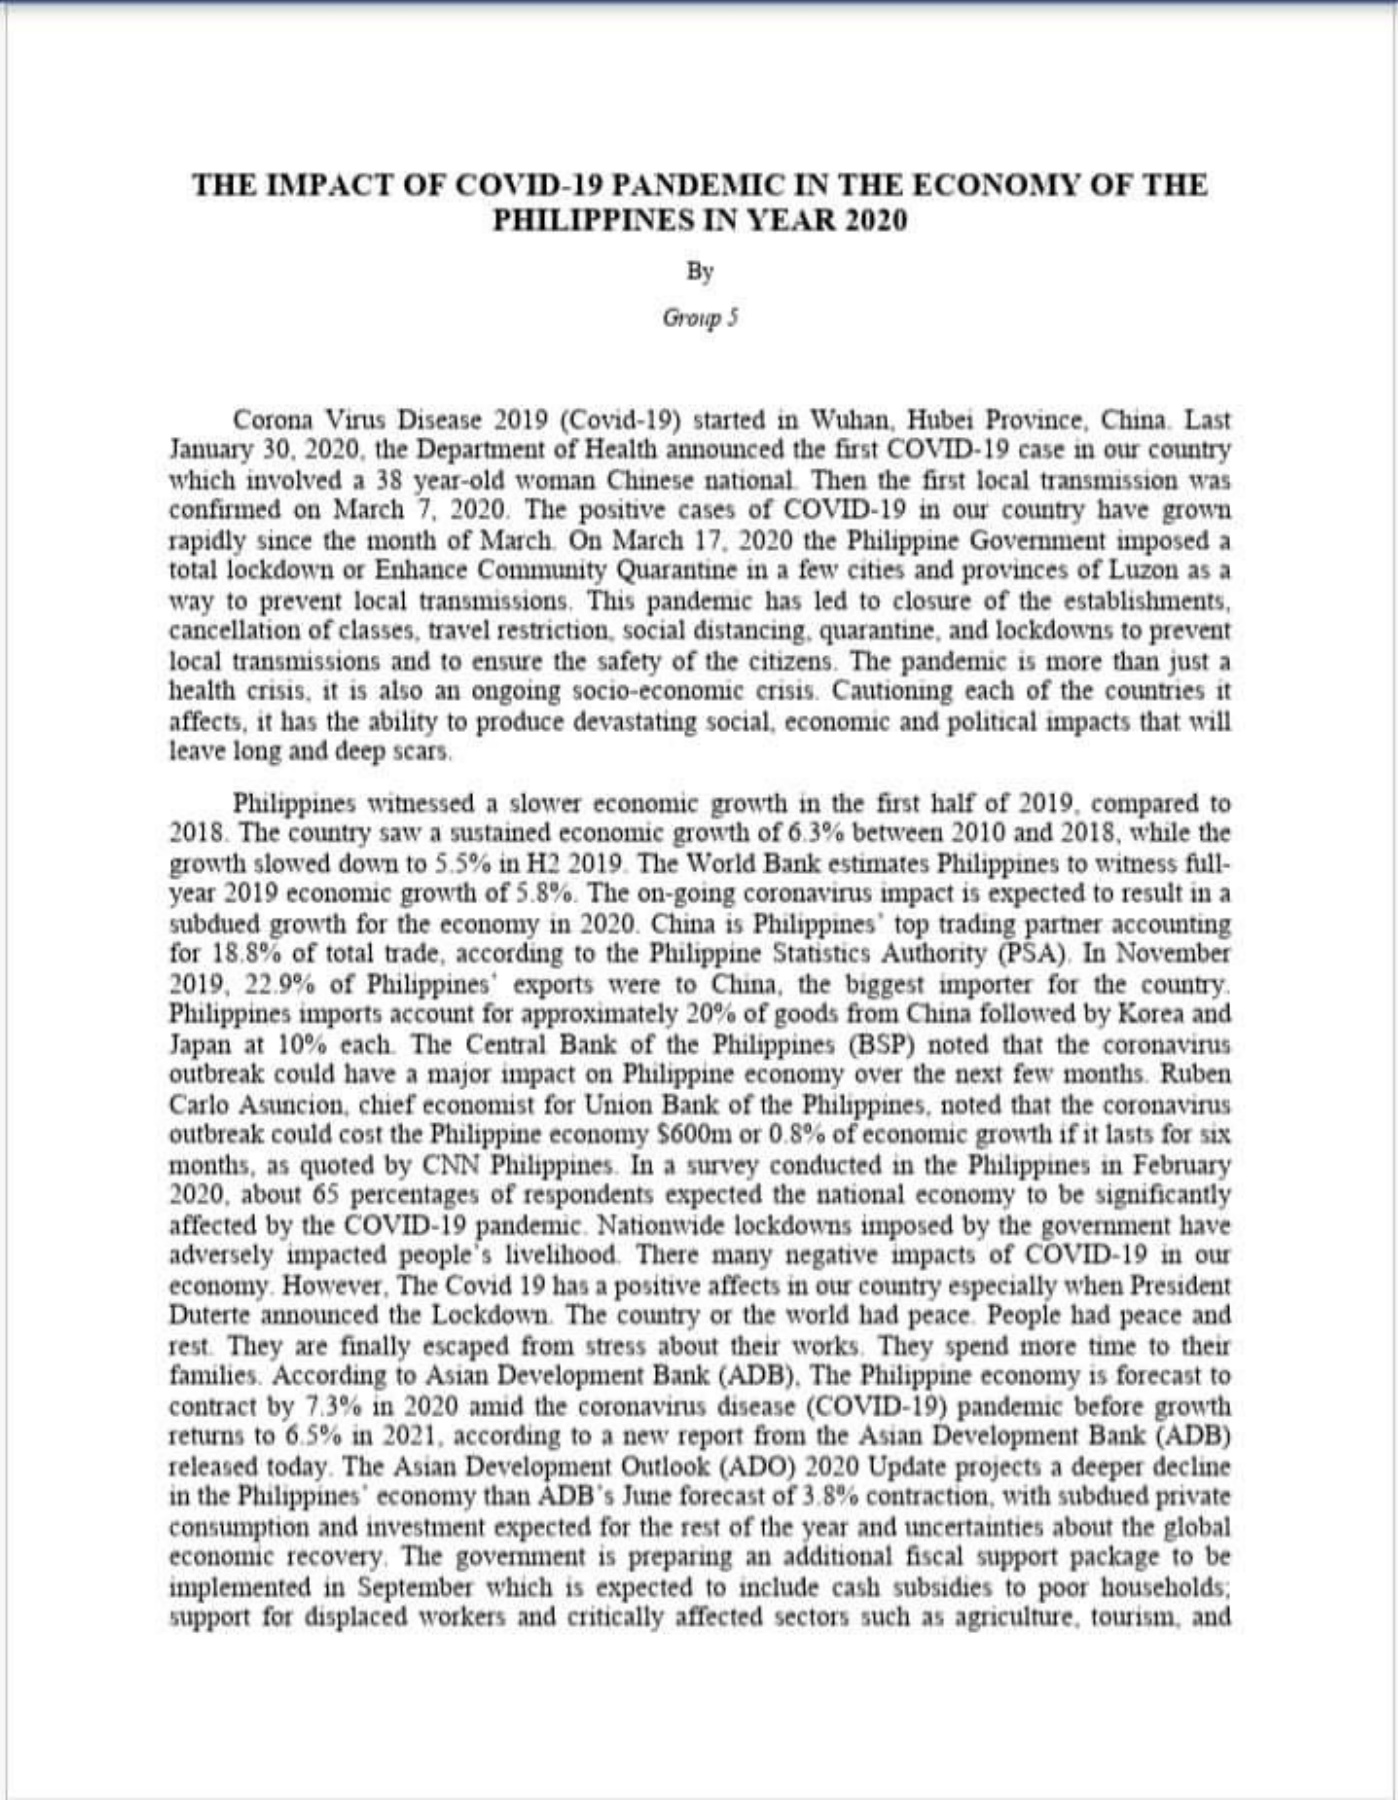 THE IMPACT OF COVID-19 PANDEMIC IN THE ECONOMY OF THE
PHILIPPINES IN YEAR 2020
By
Group 5
Corona Virus Disease 2019 (Covid-19) started in Wuhan, Hubei Province, China. Last
January 30, 2020, the Department of Health announced the first COVID-19 case in our country
which involved a 38 year-old woman Chinese national. Then the first local transmission was
confirmed on March 7, 2020. The positive cases of COVID-19 in our country have grown
rapidly since the month of March. On March 17, 2020 the Philippine Government imposed a
total lockdown or Enhance Community Quarantine in a few cities and provinces of Luzon as a
way to prevent local transmissions. This pandemic has led to closure of the establishments,
cancellation of classes, travel restriction, social distancing, quarantine, and lockdowns to prevent
local transmissions and to ensure the safety of the citizens. The pandemic is more than just a
health crisis, it is also an ongoing socio-economic crisis. Cautioning each of the countries it
affects, it has the ability to produce devastating social, economic and political impacts that will
leave long and deep scars.
Philippines witnessed a slower economic growth in the first half of 2019, compared to
2018. The country saw a sustained economic growth of 6.3% between 2010 and 2018, while the
growth slowed down to 5.5% in H2 2019. The World Bank estimates Philippines to witness full-
year 2019 economic growth of 5.8%. The on-going coronavirus impact is expected to result in a
subdued growth for the economy in 2020. China is Philippines' top trading partner accounting
for 18.8% of total trade, according to the Philippine Statistics Authority (PSA). In November
2019, 22.9% of Philippines' exports were to China, the biggest importer for the country.
Philippines imports account for approximately 20% of goods from China followed by Korea and
Japan at 10% each. The Central Bank of the Philippines (BSP) noted that the coronavirus
outbreak could have a major impact on Philippine economy over the next few months. Ruben
Carlo Asuncion, chief economist for Union Bank of the Philippines, noted that the coronavirus
outbreak could cost the Philippine economy $600m or 0.8% of economic growth if it lasts for six
months, as quoted by CNN Philippines. In a survey conducted in the Philippines in February
2020, about 65 percentages of respondents expected the national economy to be significantly
affected by the COVID-19 pandemic. Nationwide lockdowns imposed by the government have
adversely impacted people's livelihood. There many negative impacts of COVID-19 in our
economy. However, The Covid 19 has a positive affects in our country especially when President
Duterte announced the Lockdown. The country or the world had peace. People had peace and
rest. They are finally escaped from stress about their works. They spend more time to their
families. According to Asian Development Bank (ADB), The Philippine economy is forecast to
contract by 7.3% in 2020 amid the coronavirus disease (COVID-19) pandemic before growth
returns to 6.5% in 2021, according to a new report from the Asian Development Bank (ADB)
released today. The Asian Development Outlook (ADO) 2020 Update projects a deeper decline
in the Philippines' economy than ADB's June forecast of 3.8% contraction, with subdued private
consumption and investment expected for the rest of the year and uncertainties about the global
economic recovery. The government is preparing an additional fiscal support package to be
implemented in September which is expected to include cash subsidies to poor households;
support for displaced workers and critically affected sectors such as agriculture, tourism, and